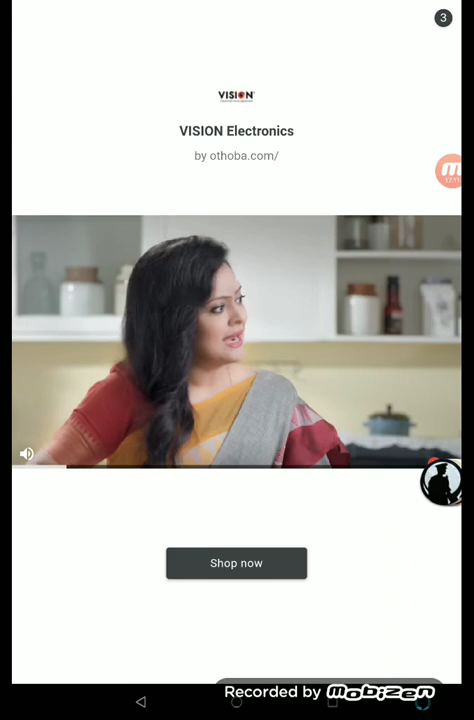 3
VISION
VISION Electronics
by othoba.com/
Shop now
Recorded by Mobizen